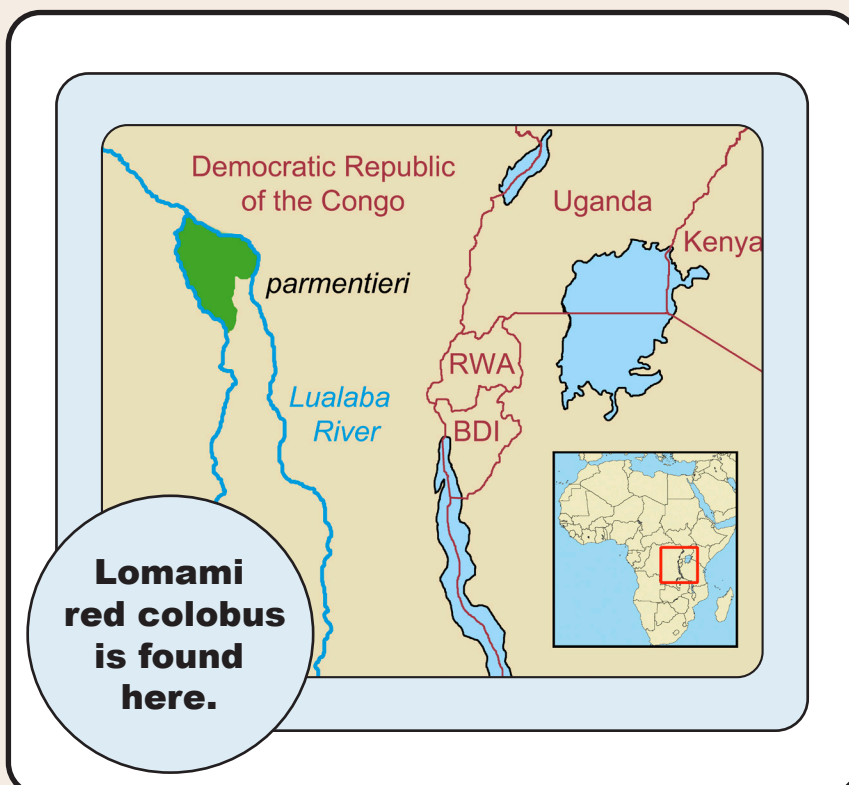 Democratic Republic
of the Congo
Uganda
Kenya
parmentieri
RWA
Lualaba
River
BDI
Lomami
red colobus
is found
here.